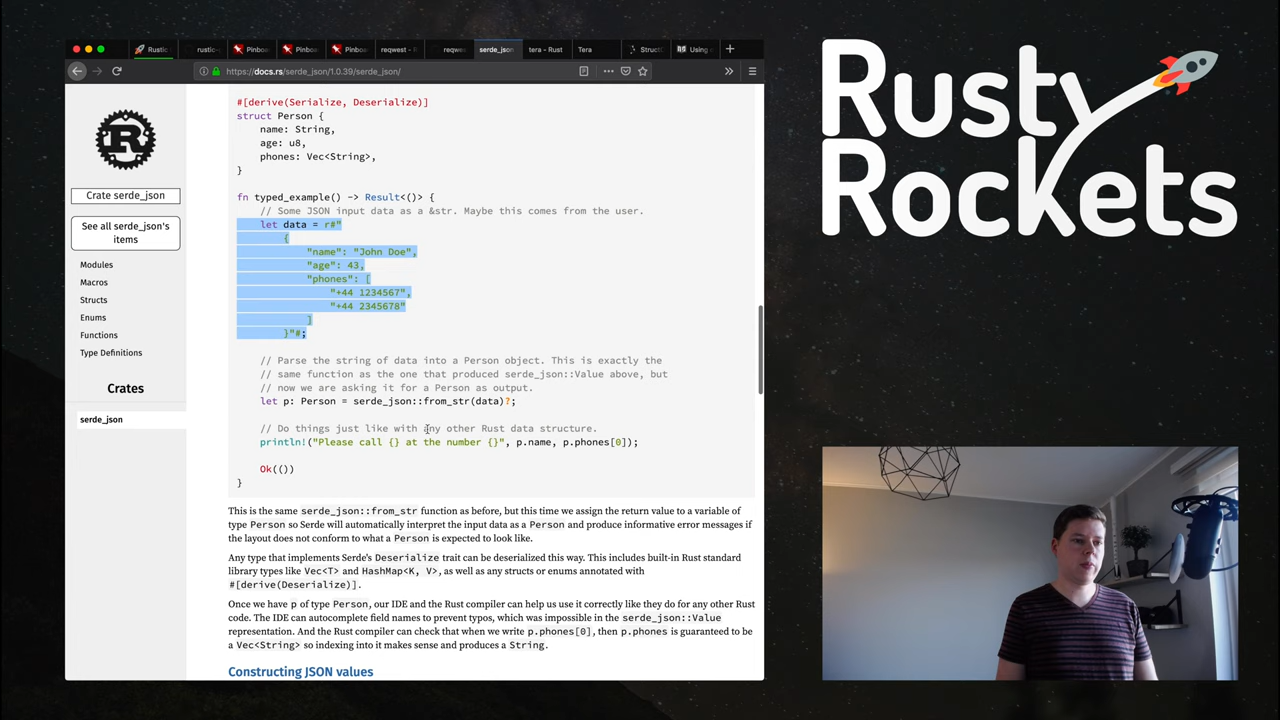 Rustic
rustic-
Pinboa
Pinboa
Pinboa
reqwest - R
reqwes
serde_json
tera - Rust
Tera
Struct
Using
https://docs.rs/serde_json/1.0.39/serde_json/
Crate serde_json
See all serde_json's
items
Modules
Macros
Structs
Enums
Functions
Type Definitions
Crates
serde_json
#[derive(Serialize, Deserialize)]
struct Person {
name: String,
age: u8,
phones: Vec<String>,
}
fn typed_example() -> Result<()> {
// Some JSON input data as a &str. Maybe this comes from the user.
let data = r#"
{
"name": "John Doe",
"age": 43,
"phones": [
"+44 1234567",
"+44 2345678"
]
}"#;
// Parse the string of data into a Person object. This is exactly the
// same function as the one that produced serde_json::Value above, but
// now we are asking it for a Person as output.
let p: Person = serde_json::from_str(data)?;
// Do things just like with any other Rust data structure.
println!("Please call {} at the number {}", p.name, p.phones[0]);
Ok(())
}
This is the same serde_json::from_str function as before, but this time we assign the return value to a variable of
type Person so Serde will automatically interpret the input data as a Person and produce informative error messages if
the layout does not conform to what a Person is expected to look like.
Any type that implements Serde's Deserialize trait can be deserialized this way. This includes built-in Rust standard
library types like Vec<T> and HashMap<K, V>, as well as any structs or enums annotated with
#[derive(Deserialize)].
Once we have p of type Person, our IDE and the Rust compiler can help us use it correctly like they do for any other Rust
code. The IDE can autocomplete field names to prevent typos, which was impossible in the serde_json::Value
representation. And the Rust compiler can check that when we write p.phones[0], then p.phones is guaranteed to be
a Vec<String> so indexing into it makes sense and produces a String.
Constructing JSON values
Rusty
Rockets